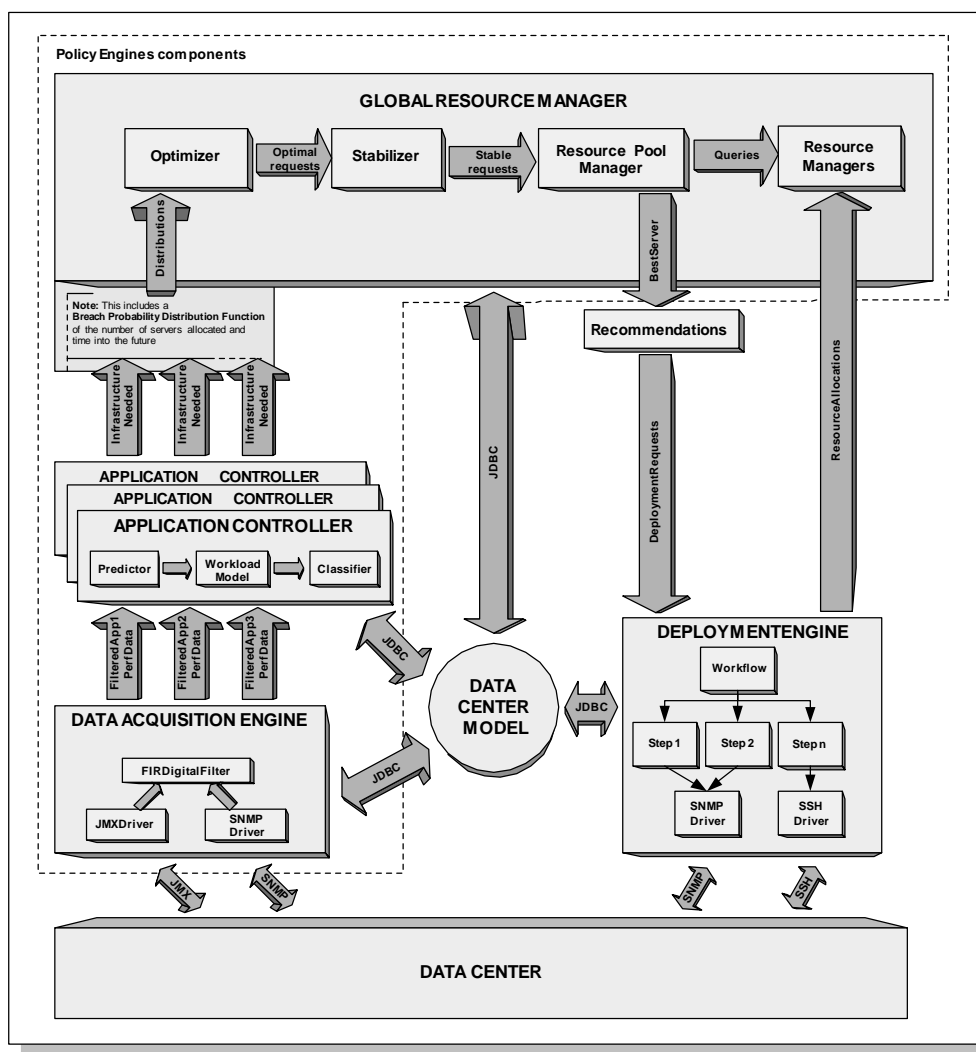 Policy Engines components
GLOBAL RESOURCE MANAGER
Optimizer
Optimal
requests
Stabilizer
Stable
requests
Resource Pool
Manager
Queries
Resource
Managers
Distributions
BestServer
Note: This includes a
Breach Probability Distribution Function
of the number of servers allocated and
time into the future
Recommendations
Infrastructure
Needed
Infrastructure
Needed
Infrastructure
Needed
JDBC
DeploymentRequests
ResourceAllocations
APPLICATION CONTROLLER
APPLICATION CONTROLLER
APPLICATION CONTROLLER
Predictor
Workload
Model
Classifier
FilteredApp1
PerfData
FilteredApp2
PerfData
FilteredApp3
PerfData
JDBC
DATA
CENTER
MODEL
JDBC
DEPLOYMENTENGINE
Workflow
Step 1
Step 2
Step n
SNMP
Driver
SSH
Driver
DATA ACQUISITION ENGINE
FIRDigitalFilter
JMXDriver
SNMP
Driver
JDBC
JMX
SNMP
SNMP
SSH
DATA CENTER